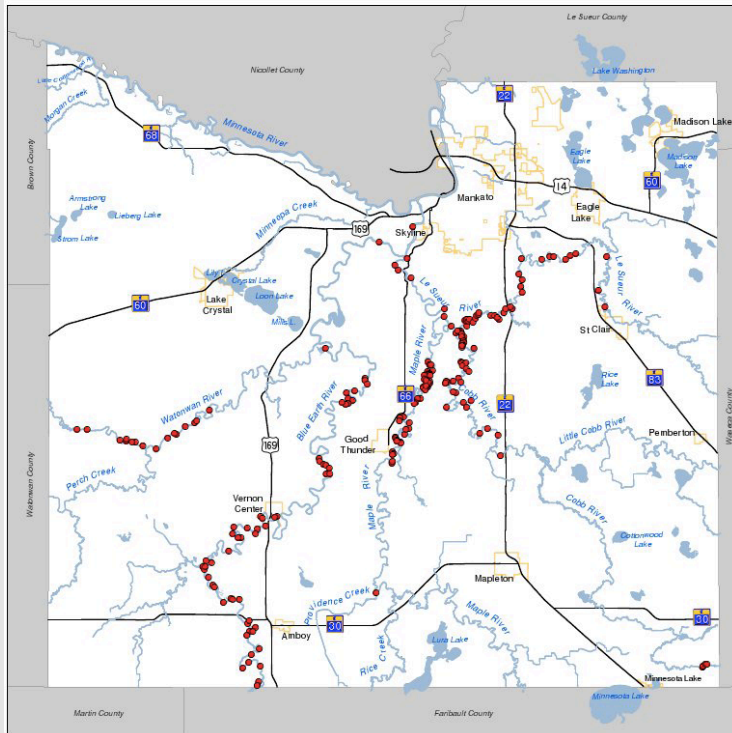 Le Sueur County
Nicollet County
Lake Washington
Morgan Creek
Minnesota River
68
22
Madison Lake
Eagle
Lake
Madison
Lake
60
14
Brown County
Armstrong
Lake
Lieberg Lake
Strom Lake
Minneopa Creek
169
Skyline
Mankato
Eagle
Lake
Lily L
Crystal Lake
Loon Lake
Mills L
Lake
Crystal
60
Le Sueur
River
Le Sueur
River
St Clair
Maple River
Rice
Lake
83
Watonwan River
Blue Earth River
66
Cobb River
22
Waseca County
Little Cobb River
Pemberton
169
Good
Thunder
Perch Creek
Watonwan County
Vernon
Center
Maple River
Cobb River
Cottonwood
Lake
Mapleton
Providence Creek
Maple River
30
30
Amboy
Rice Creek
Lura Lake
Minnesota Lake
Minnesota Lake
Martin County
Faribault County